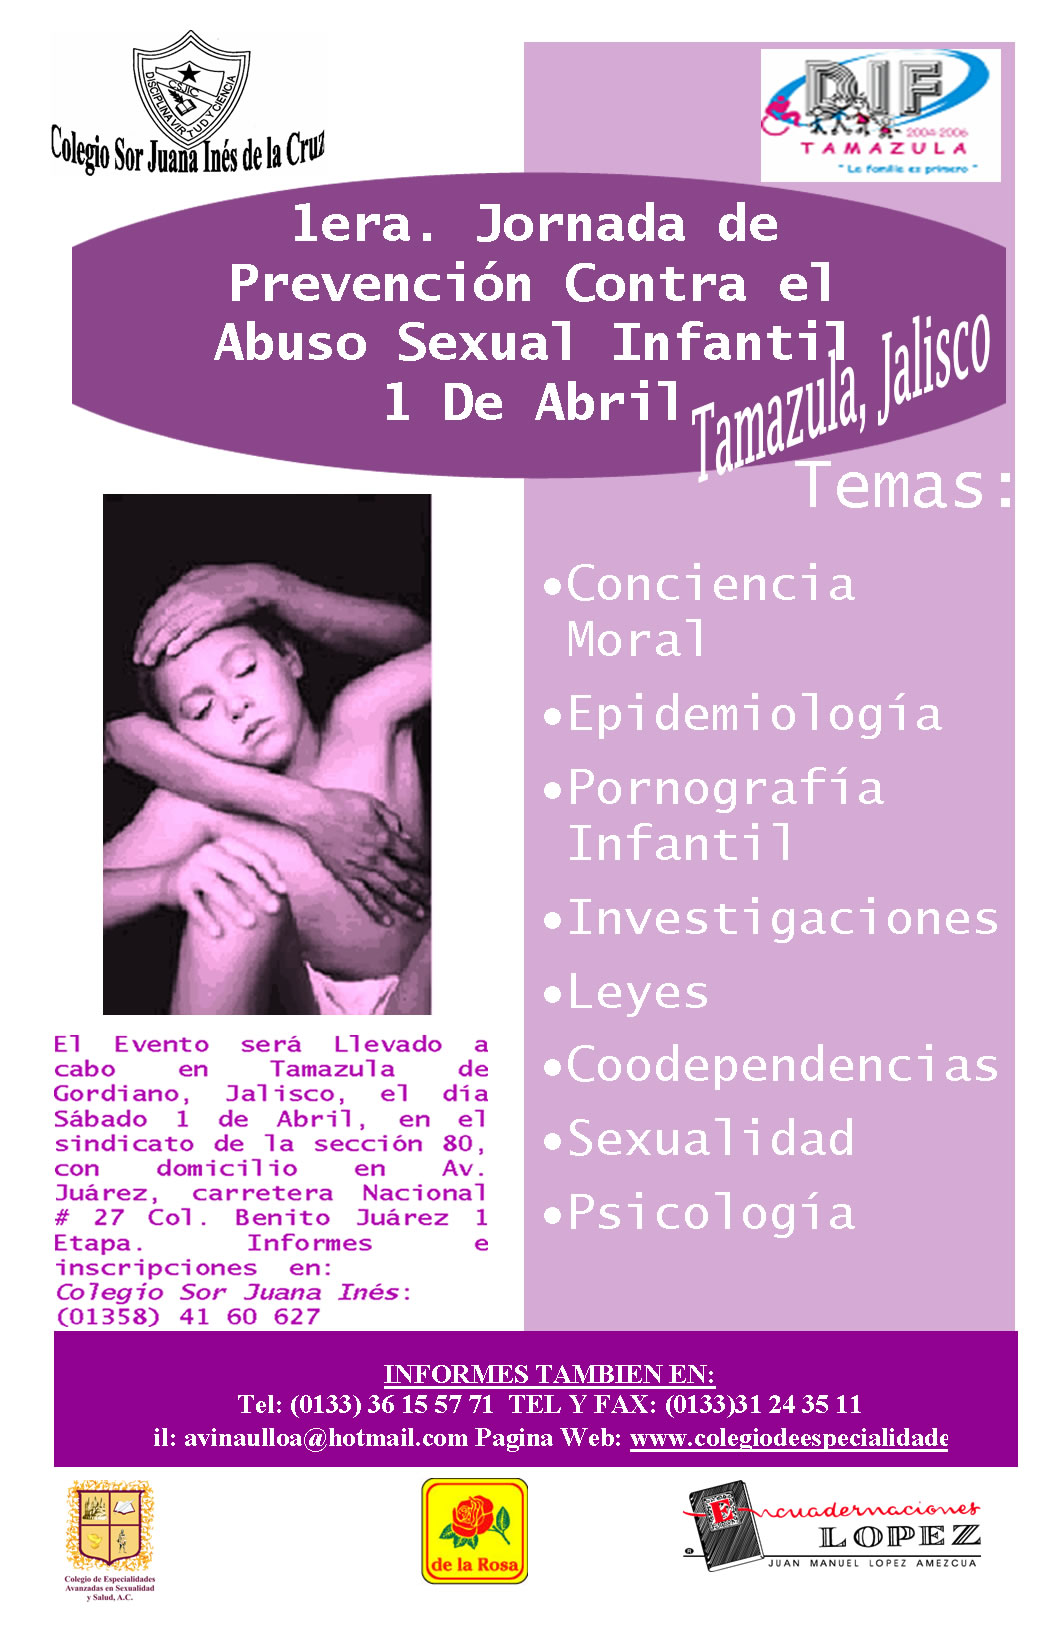 CSJIC
DISCIPLINA VIRTUD Y CIENCIA
Colegio Sor Juana Inés de la Cruz
DIF
2004-2006
TAMAZULA
" La familia es primero "
1era. Jornada de
Prevención Contra el
Abuso Sexual Infantil
1 De Abril
Tamazula, Jalisco
Temas:
•Conciencia
Moral
•Epidemiología
•Pornografía
Infantil
•Investigaciones
•Leyes
•Coodependencias
•Sexualidad
•Psicología
El Evento será Llevado a
cabo en Tamazula de
Gordiano, Jalisco, el día
Sábado 1 de Abril, en el
sindicato de la sección 80,
con domicilio en Av.
Juárez, carretera Nacional
# 27 Col. Benito Juárez 1
Etapa. Informes e
inscripciones en:
Colegio Sor Juana Inés:
(01358) 41 60 627
INFORMES TAMBIEN EN:
Tel: (0133) 36 15 57 71 TEL Y FAX: (0133)31 24 35 11
il: avinaulloa@hotmail.com Pagina Web: www.colegiodeespecialidade
Colegio de Especialidades
Avanzadas en Sexualidad
y Salud, A.C.
de la Rosa
Encuadernaciones
LOPEZ
JUAN MANUEL LOPEZ AMEZCUA